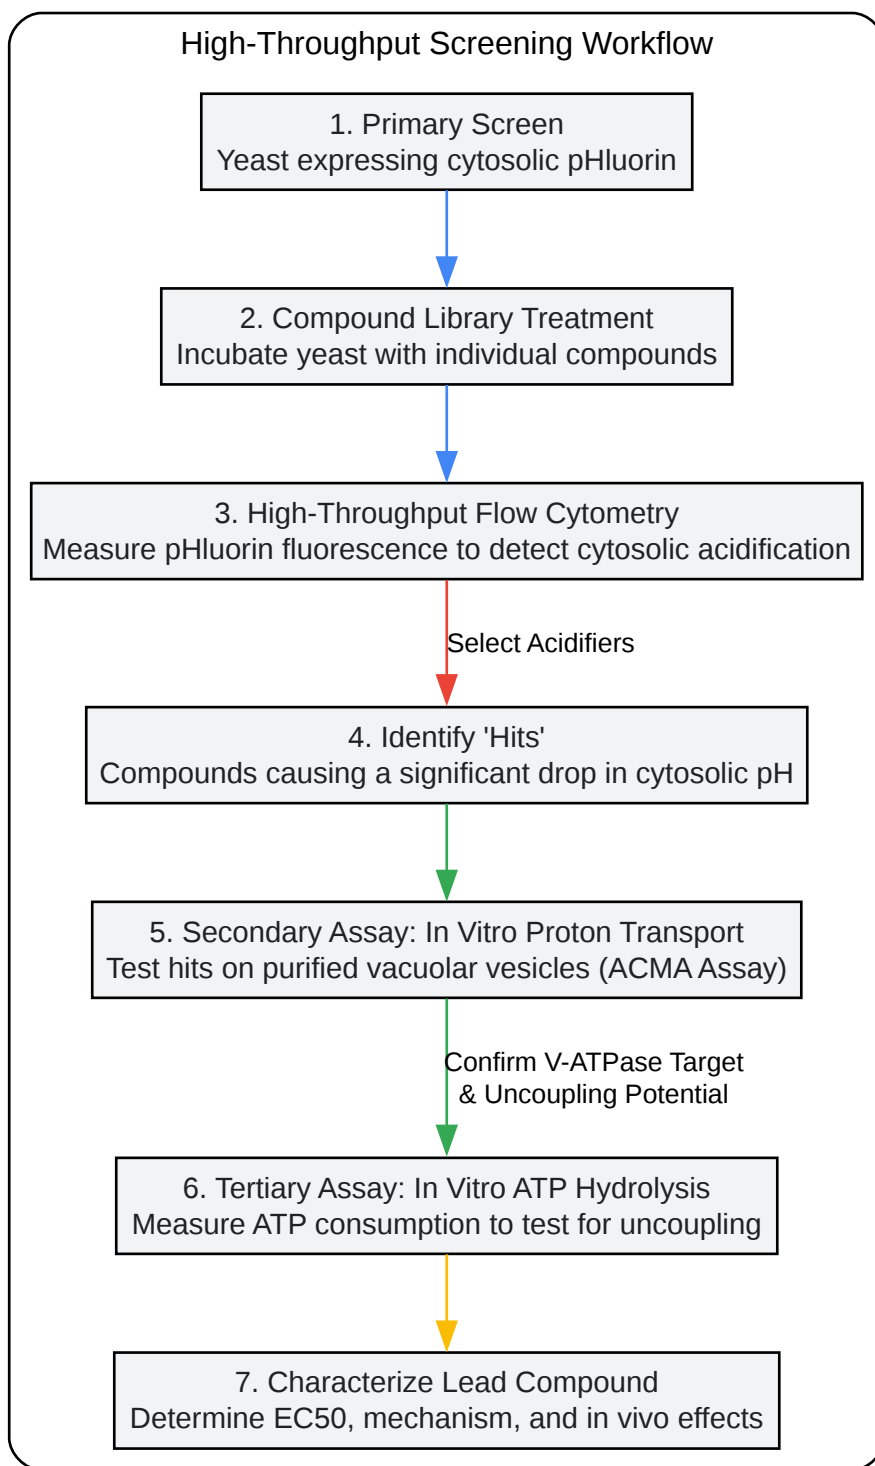 High-Throughput Screening Workflow
1. Primary Screen
Yeast expressing cytosolic pHluorin
2. Compound Library Treatment
Incubate yeast with individual compounds
3. High-Throughput Flow Cytometry
Measure pHluorin fluorescence to detect cytosolic acidification
Select Acidifiers
4. Identify 'Hits'
Compounds causing a significant drop in cytosolic pH
5. Secondary Assay: In Vitro Proton Transport
Test hits on purified vacuolar vesicles (ACMA Assay)
Confirm V-ATPase Target
& Uncoupling Potential
6. Tertiary Assay: In Vitro ATP Hydrolysis
Measure ATP consumption to test for uncoupling
7. Characterize Lead Compound
Determine EC50, mechanism, and in vivo effects